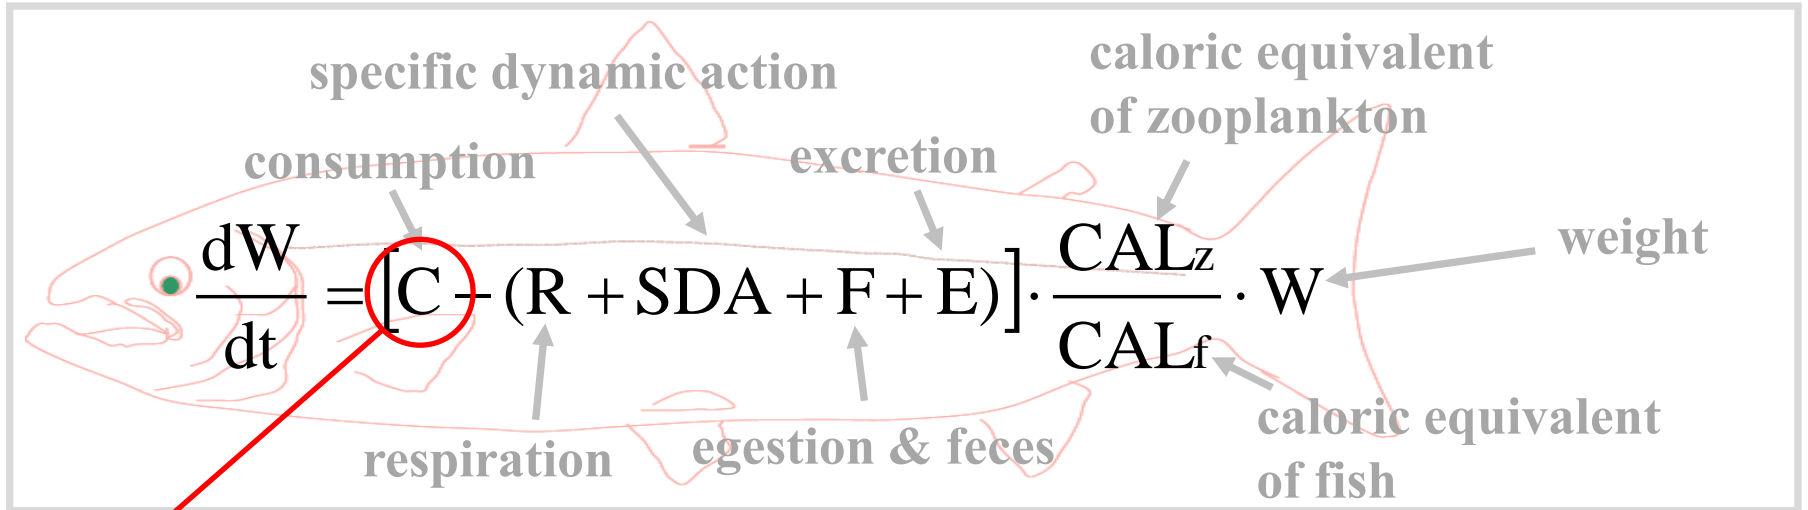 specific dynamic action
caloric equivalent
of zooplankton
consumption
excretion
weight
dW/dt = [C − (R + SDA + F + E)] · CALz/CALf · W
respiration
egestion & feces
caloric equivalent
of fish